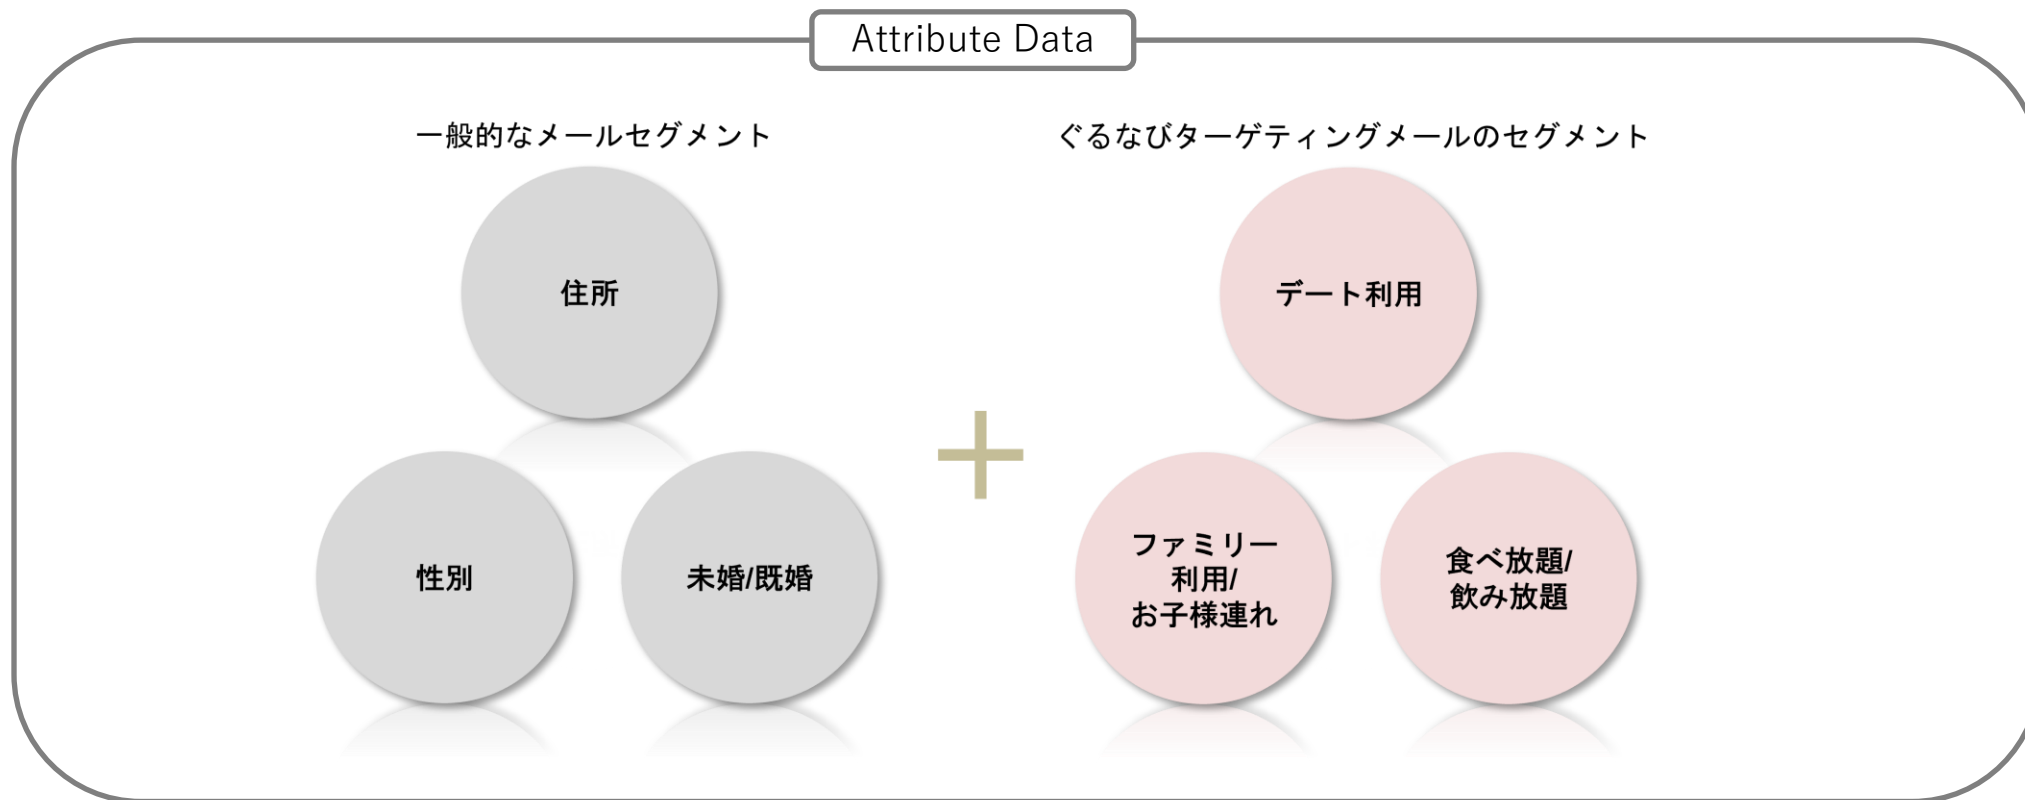 Attribute Data
一般的なメールセグメント
住所
性別
未婚/既婚
ぐるなびターゲティングメールのセグメント
デート利用
ファミリー
利用/
お子様連れ
食べ放題/
飲み放題